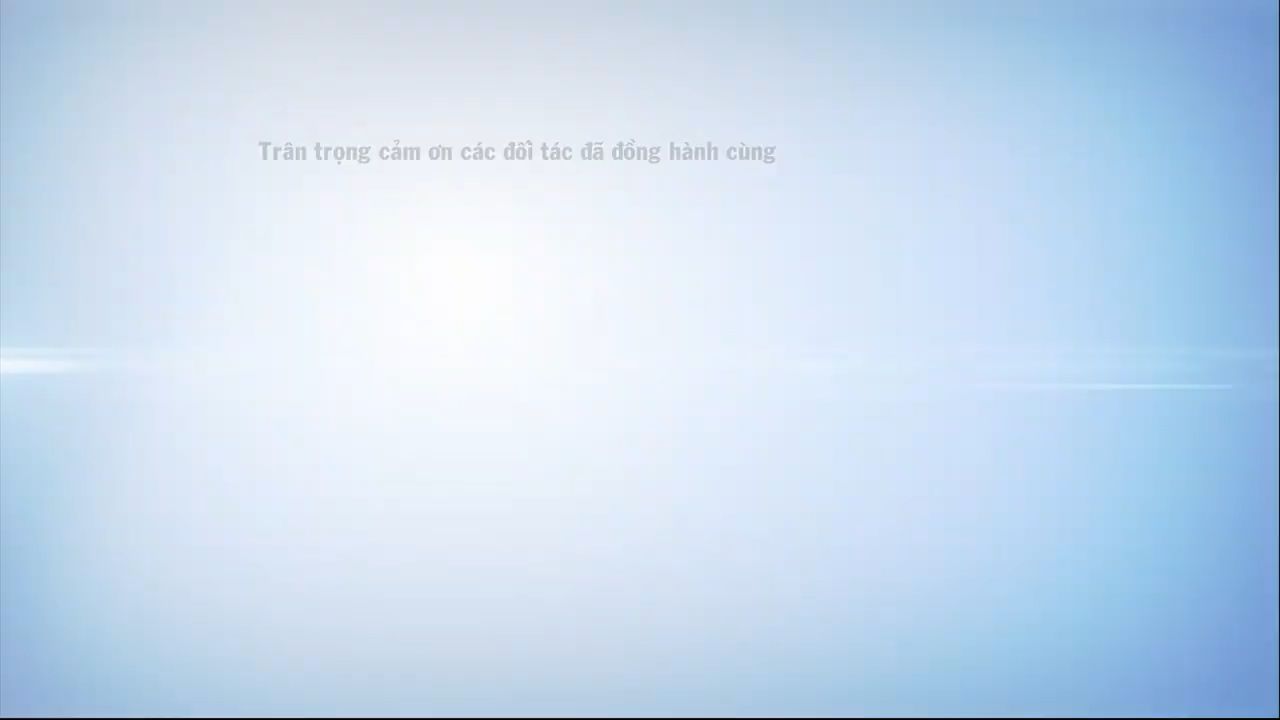 Trân trọng cảm ơn các đối tác đã đồng hành cùng